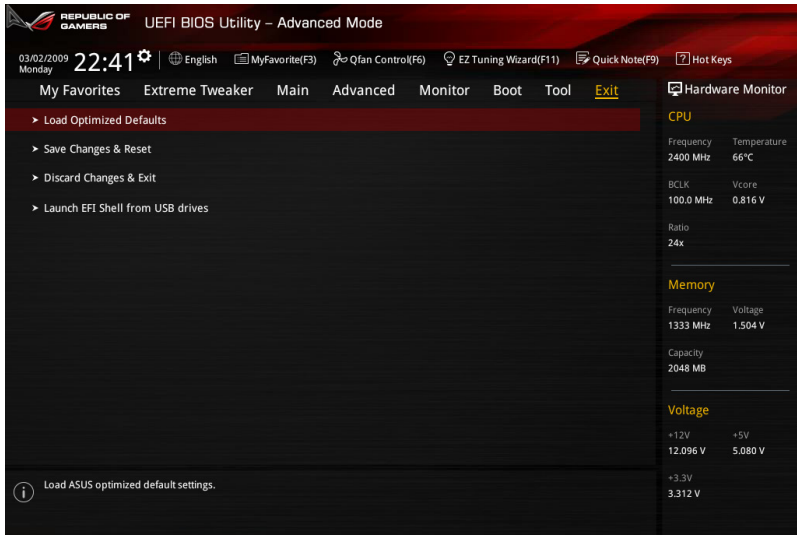 REPUBLIC OF
GAMERS
UEFI BIOS Utility – Advanced Mode
03/02/2009
Monday
22:41
English
MyFavorite(F3)
Qfan Control(F6)
EZ Tuning Wizard(F11)
Quick Note(F9)
? Hot Keys
My Favorites Extreme Tweaker Main Advanced Monitor Boot Tool Exit
> Load Optimized Defaults
> Save Changes & Reset
> Discard Changes & Exit
> Launch EFI Shell from USB drives
i Load ASUS optimized default settings.
Hardware Monitor
CPU
Frequency Temperature
2400 MHz 66°C
BCLK Vcore
100.0 MHz 0.816 V
Ratio
24x
Memory
Frequency Voltage
1333 MHz 1.504 V
Capacity
2048 MB
Voltage
+12V +5V
12.096 V 5.080 V
+3.3V
3.312 V